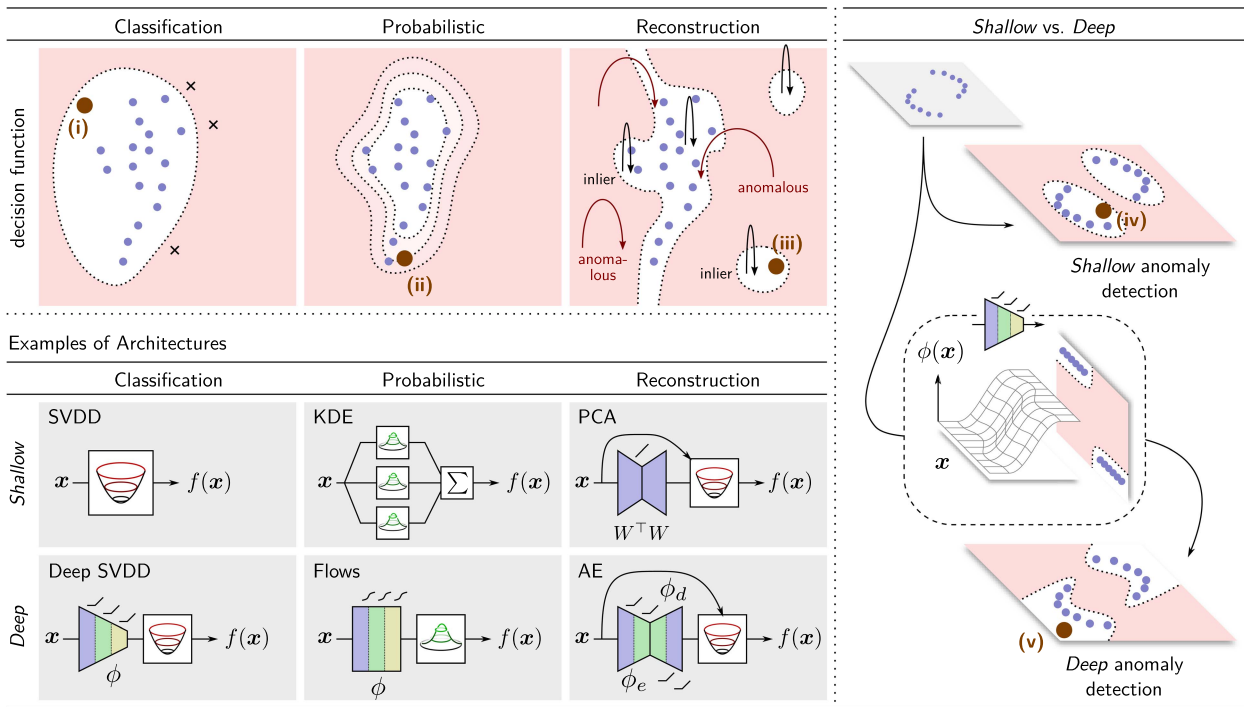 Classification
Probabilistic
Reconstruction
Shallow vs. Deep
decision function
(i)
(ii)
inlier
anomalous
anoma-
lous
inlier
(iii)
(iv)
Shallow anomaly
detection
ϕ(x)
x
(v)
Deep anomaly
detection
Examples of Architectures
Classification
Probabilistic
Reconstruction
Shallow
SVDD
x
f(x)
KDE
x
∑
f(x)
PCA
x
W⊤W
f(x)
Deep
Deep SVDD
x
ϕ
f(x)
Flows
x
ϕ
f(x)
AE
x
ϕd
ϕe
f(x)